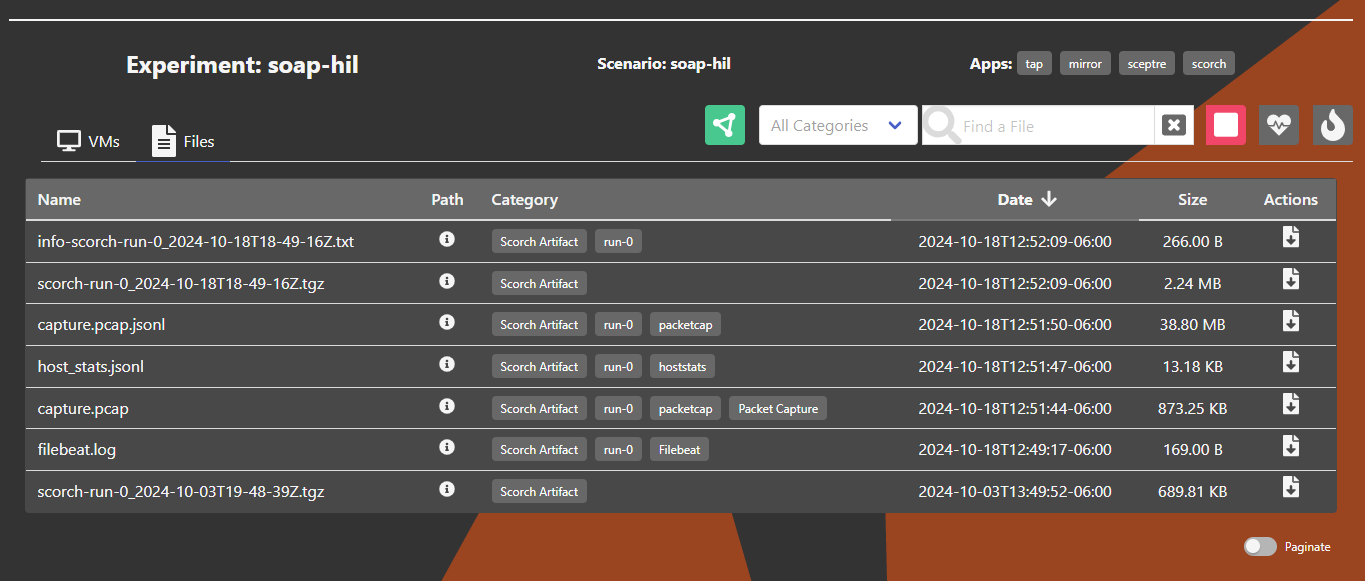 Experiment: soap-hil Scenario: soap-hil Apps: tap mirror sceptre scorch
VMs Files All Categories Find a File
Name Path Category Date Size Actions
info-scorch-run-0_2024-10-18T18-49-16Z.txt Scorch Artifact run-0 2024-10-18T12:52:09-06:00 266.00 B
scorch-run-0_2024-10-18T18-49-16Z.tgz Scorch Artifact 2024-10-18T12:52:09-06:00 2.24 MB
capture.pcap.jsonl Scorch Artifact run-0 packetcap 2024-10-18T12:51:50-06:00 38.80 MB
host_stats.jsonl Scorch Artifact run-0 hoststats 2024-10-18T12:51:47-06:00 13.18 KB
capture.pcap Scorch Artifact run-0 packetcap Packet Capture 2024-10-18T12:51:44-06:00 873.25 KB
filebeat.log Scorch Artifact run-0 Filebeat 2024-10-18T12:49:17-06:00 169.00 B
scorch-run-0_2024-10-03T19-48-39Z.tgz Scorch Artifact 2024-10-03T13:49:52-06:00 689.81 KB
Paginate